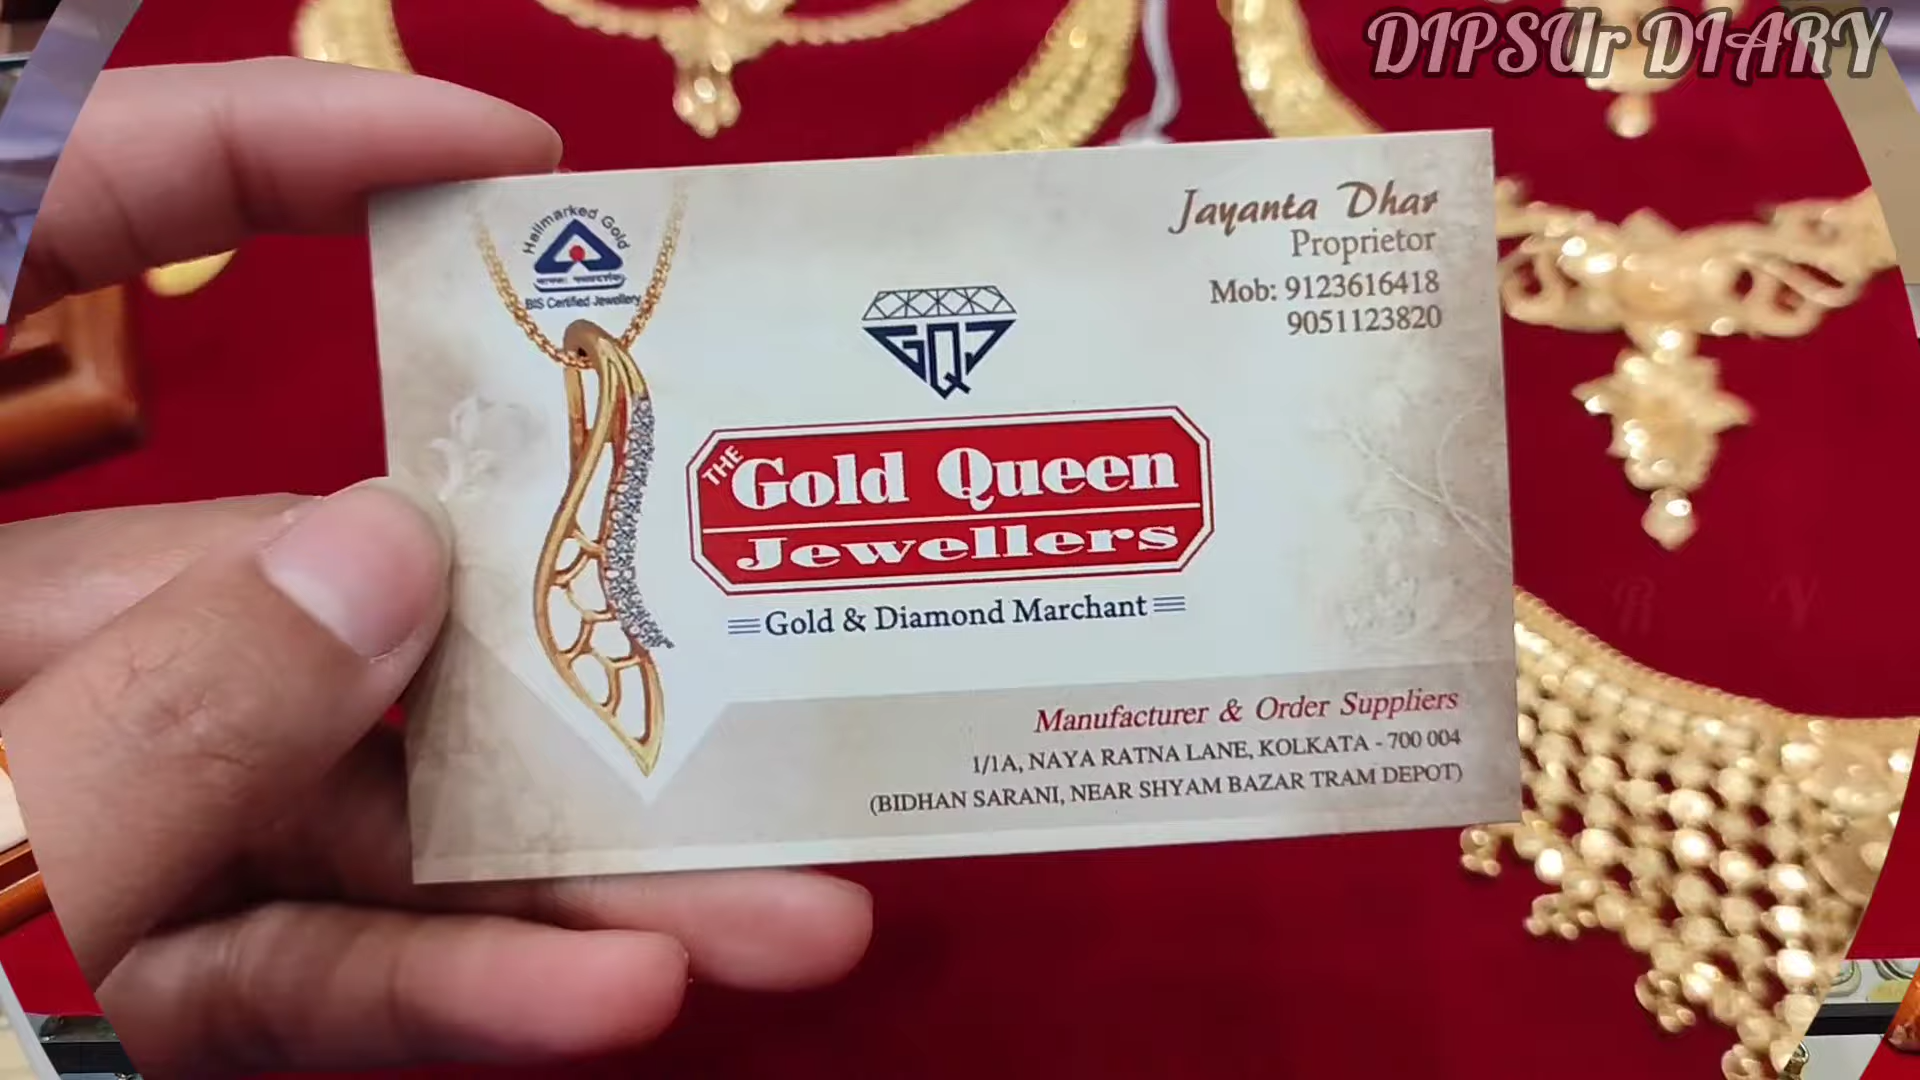 DIPSUr DIARY
Hallmarked Gold
BIS Certified Jewellery
GQJ
Jayanta Dhar
Proprietor
Mob: 9123616418
9051123820
THE Gold Queen
Jewellers
Gold & Diamond Marchant
Manufacturer & Order Suppliers
1/1A, NAYA RATNA LANE, KOLKATA - 700 004
(BIDHAN SARANI, NEAR SHYAM BAZAR TRAM DEPOT)